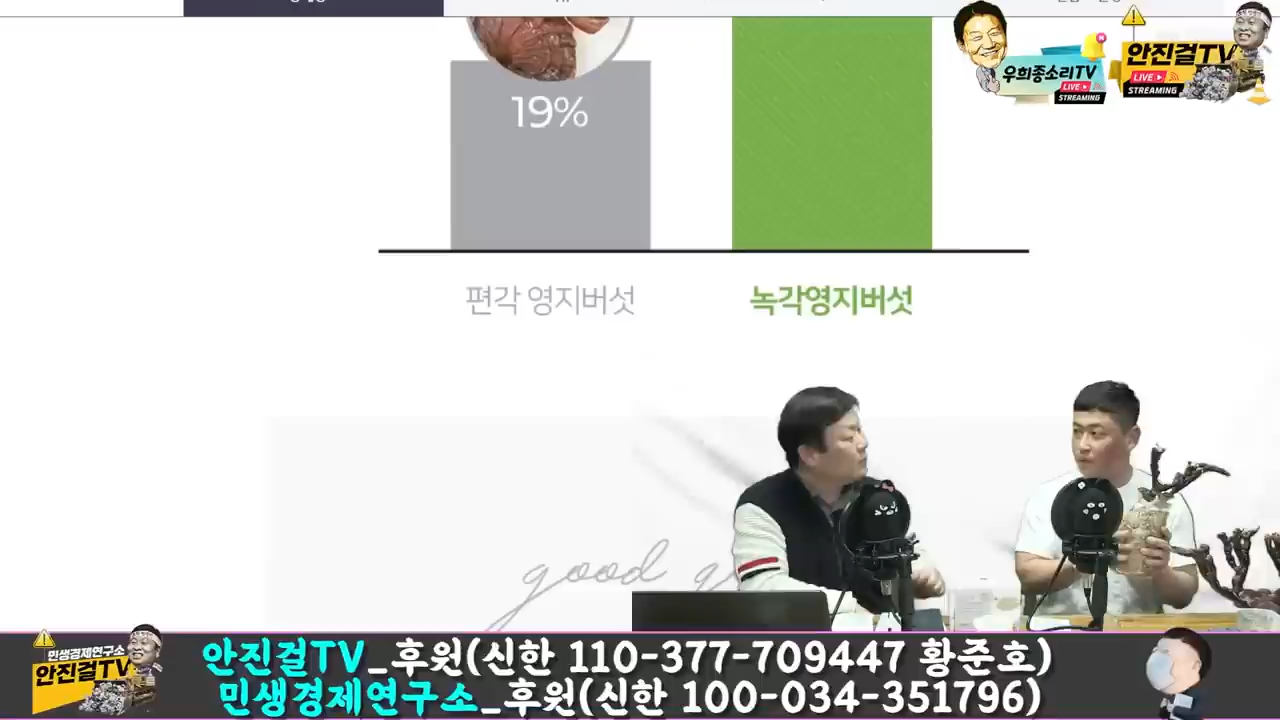 우희종소리TV
LIVE
STREAMING
안진걸TV
LIVE
STREAMING
19%
편각 영지버섯
녹각영지버섯
good
민생경제연구소
안진걸TV
안진걸TV_후원(신한 110-377-709447 황준호)
민생경제연구소_후원(신한 100-034-351796)